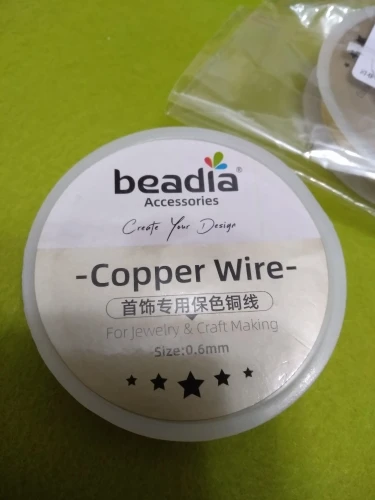 beadia®
Accessories
Create Your Design
-Copper Wire-
首饰专用保色铜线
For Jewelry & Craft Making
Size:0.6mm